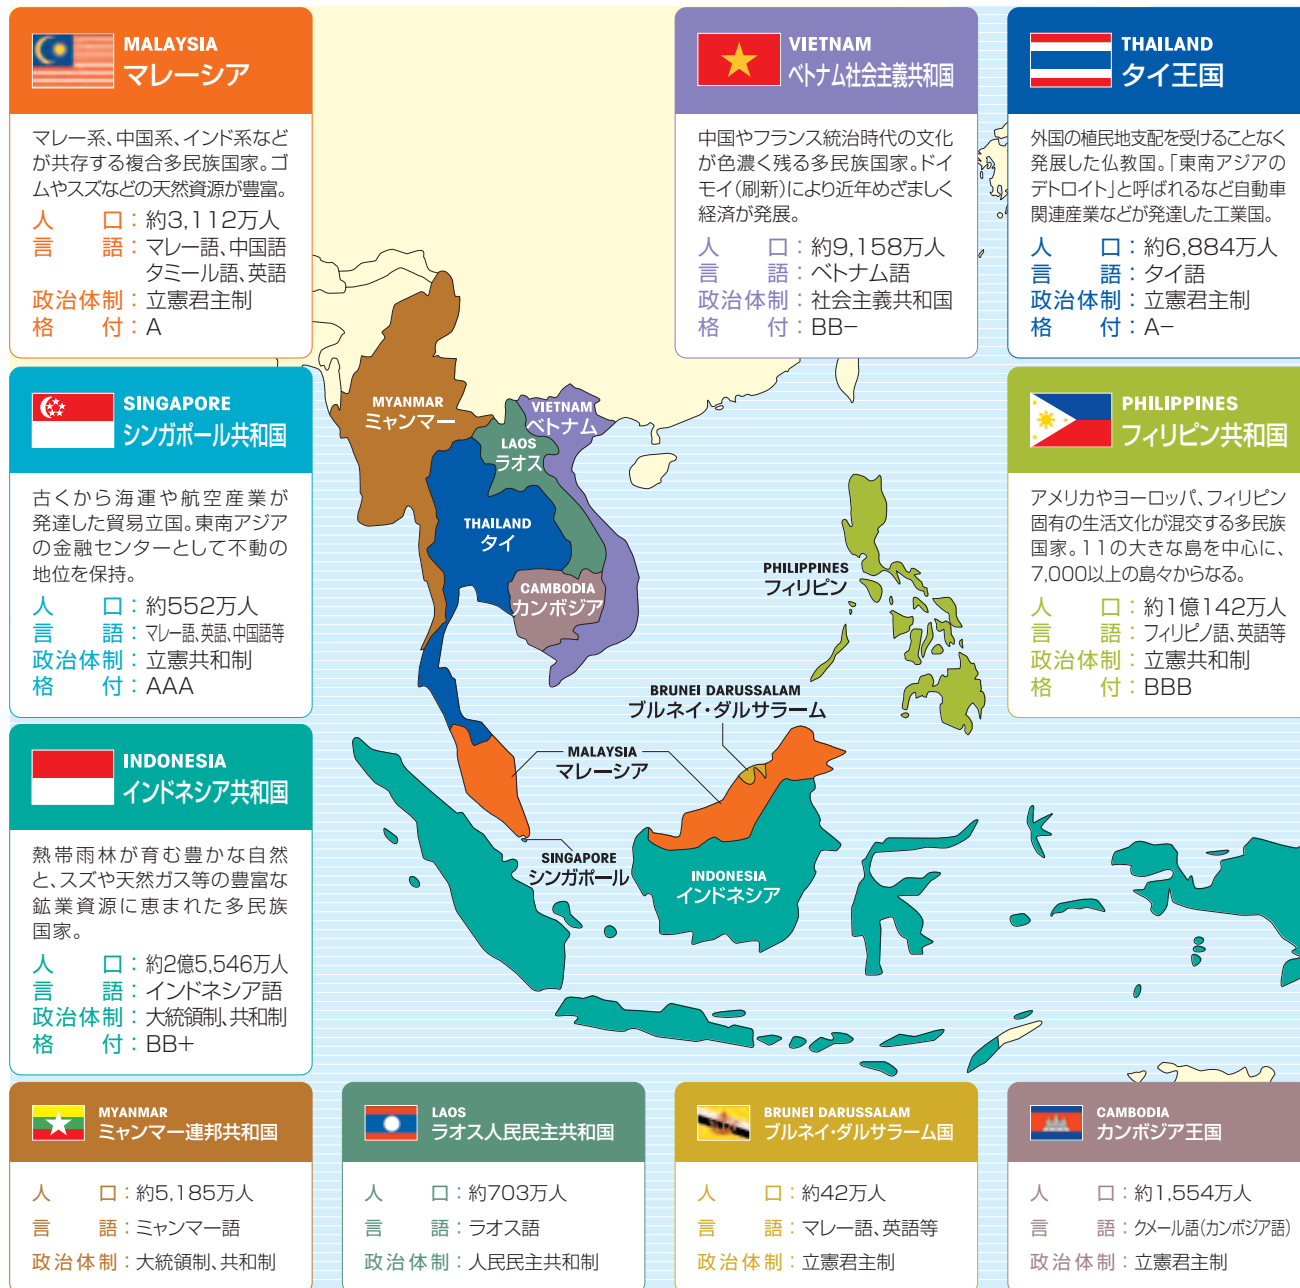 MALAYSIA
マレーシア
マレー系、中国系、インド系など
が共存する複合多民族国家。ゴ
ムやスズなどの天然資源が豊富。
人口：約3,112万人
言語：マレー語、中国語
タミール語、英語
政治体制：立憲君主制
格付：A
VIETNAM
ベトナム社会主義共和国
中国やフランス統治時代の文化
が色濃く残る多民族国家。ドイ
モイ（刷新）により近年めざましく
経済が発展。
人口：約9,158万人
言語：ベトナム語
政治体制：社会主義共和国
格付：BB−
THAILAND
タイ王国
外国の植民地支配を受けることなく
発展した仏教国。「東南アジアの
デトロイト」と呼ばれるなど自動車
関連産業などが発達した工業国。
人口：約6,884万人
言語：タイ語
政治体制：立憲君主制
格付：A−
SINGAPORE
シンガポール共和国
古くから海運や航空産業が
発達した貿易立国。東南アジア
の金融センターとして不動の
地位を保持。
人口：約552万人
言語：マレー語、英語、中国語等
政治体制：立憲共和制
格付：AAA
PHILIPPINES
フィリピン共和国
アメリカやヨーロッパ、フィリピン
固有の生活文化が混交する多民族
国家。11の大きな島を中心に、
7,000以上の島々からなる。
人口：約1億142万人
言語：フィリピノ語、英語等
政治体制：立憲共和制
格付：BBB
INDONESIA
インドネシア共和国
熱帯雨林が育む豊かな自然
と、スズや天然ガス等の豊富な
鉱業資源に恵まれた多民族
国家。
人口：約2億5,546万人
言語：インドネシア語
政治体制：大統領制、共和制
格付：BB+
MYANMAR
ミャンマー
VIETNAM
ベトナム
LAOS
ラオス
THAILAND
タイ
CAMBODIA
カンボジア
PHILIPPINES
フィリピン
BRUNEI DARUSSALAM
ブルネイ・ダルサラーム
MALAYSIA
マレーシア
SINGAPORE
シンガポール
INDONESIA
インドネシア
MYANMAR
ミャンマー連邦共和国
人口：約5,185万人
言語：ミャンマー語
政治体制：大統領制、共和制
LAOS
ラオス人民民主共和国
人口：約703万人
言語：ラオス語
政治体制：人民民主共和制
BRUNEI DARUSSALAM
ブルネイ・ダルサラーム国
人口：約42万人
言語：マレー語、英語等
政治体制：立憲君主制
CAMBODIA
カンボジア王国
人口：約1,554万人
言語：クメール語（カンボジア語）
政治体制：立憲君主制